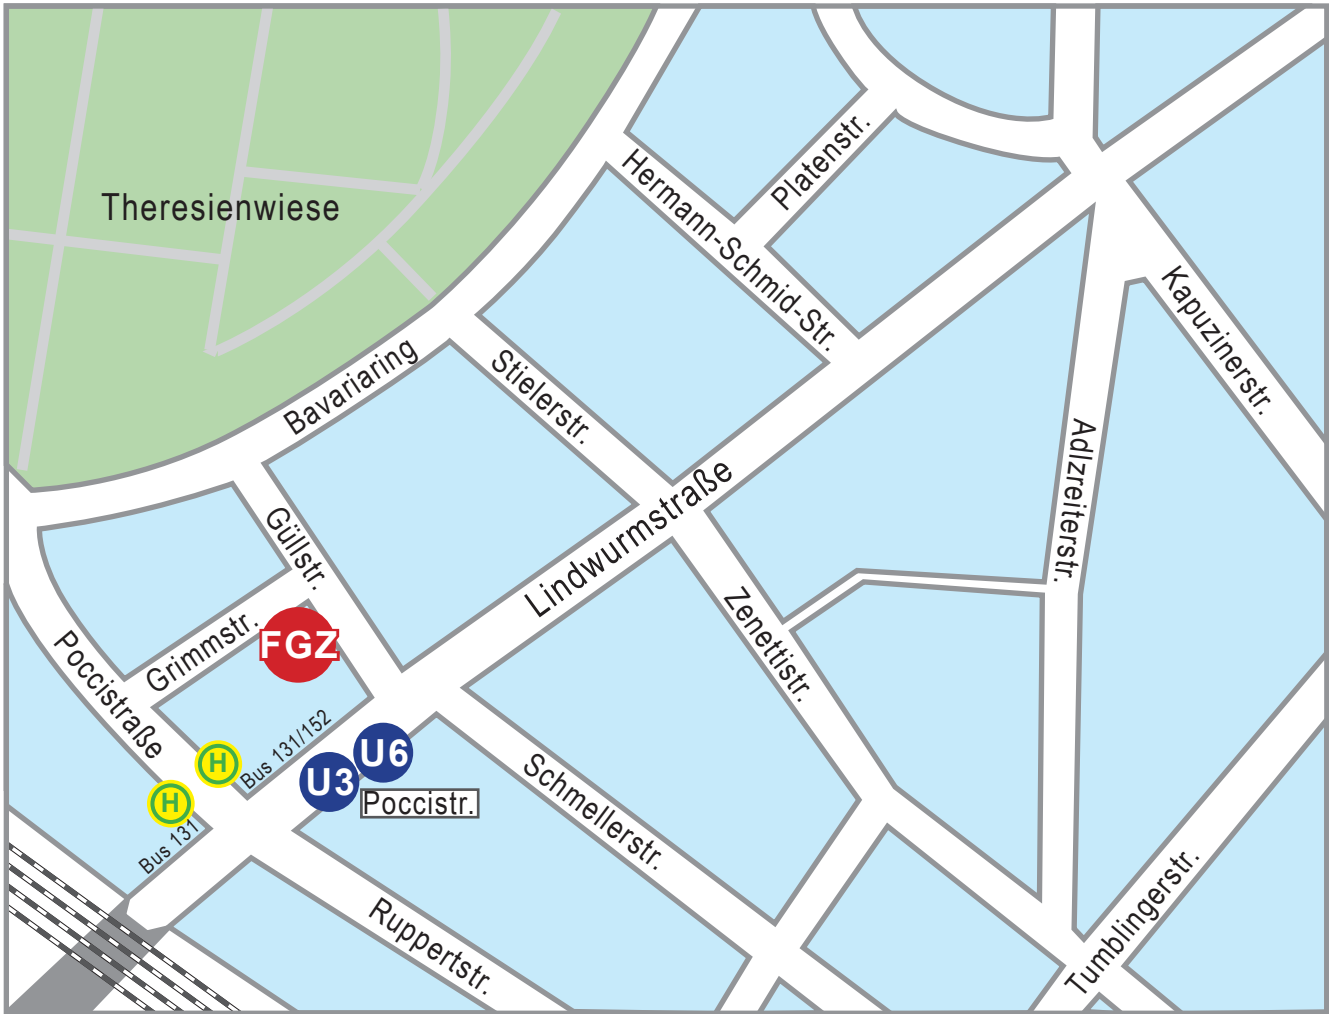 Platenstr.
Hermann-Schmid-Str.
Theresienwiese
Kapuzinerstr.
Bavariaring
Stielerstr.
Adlzreiterstr.
Lindwurmstraße
Güllstr.
Zenettistr.
Grimmstr.
FGZ
Poccistraße
Bus 131/152
H
U6
U3
Poccistr.
H
Bus 131
Schmellerstr.
Ruppertstr.
Tumblingerstr.